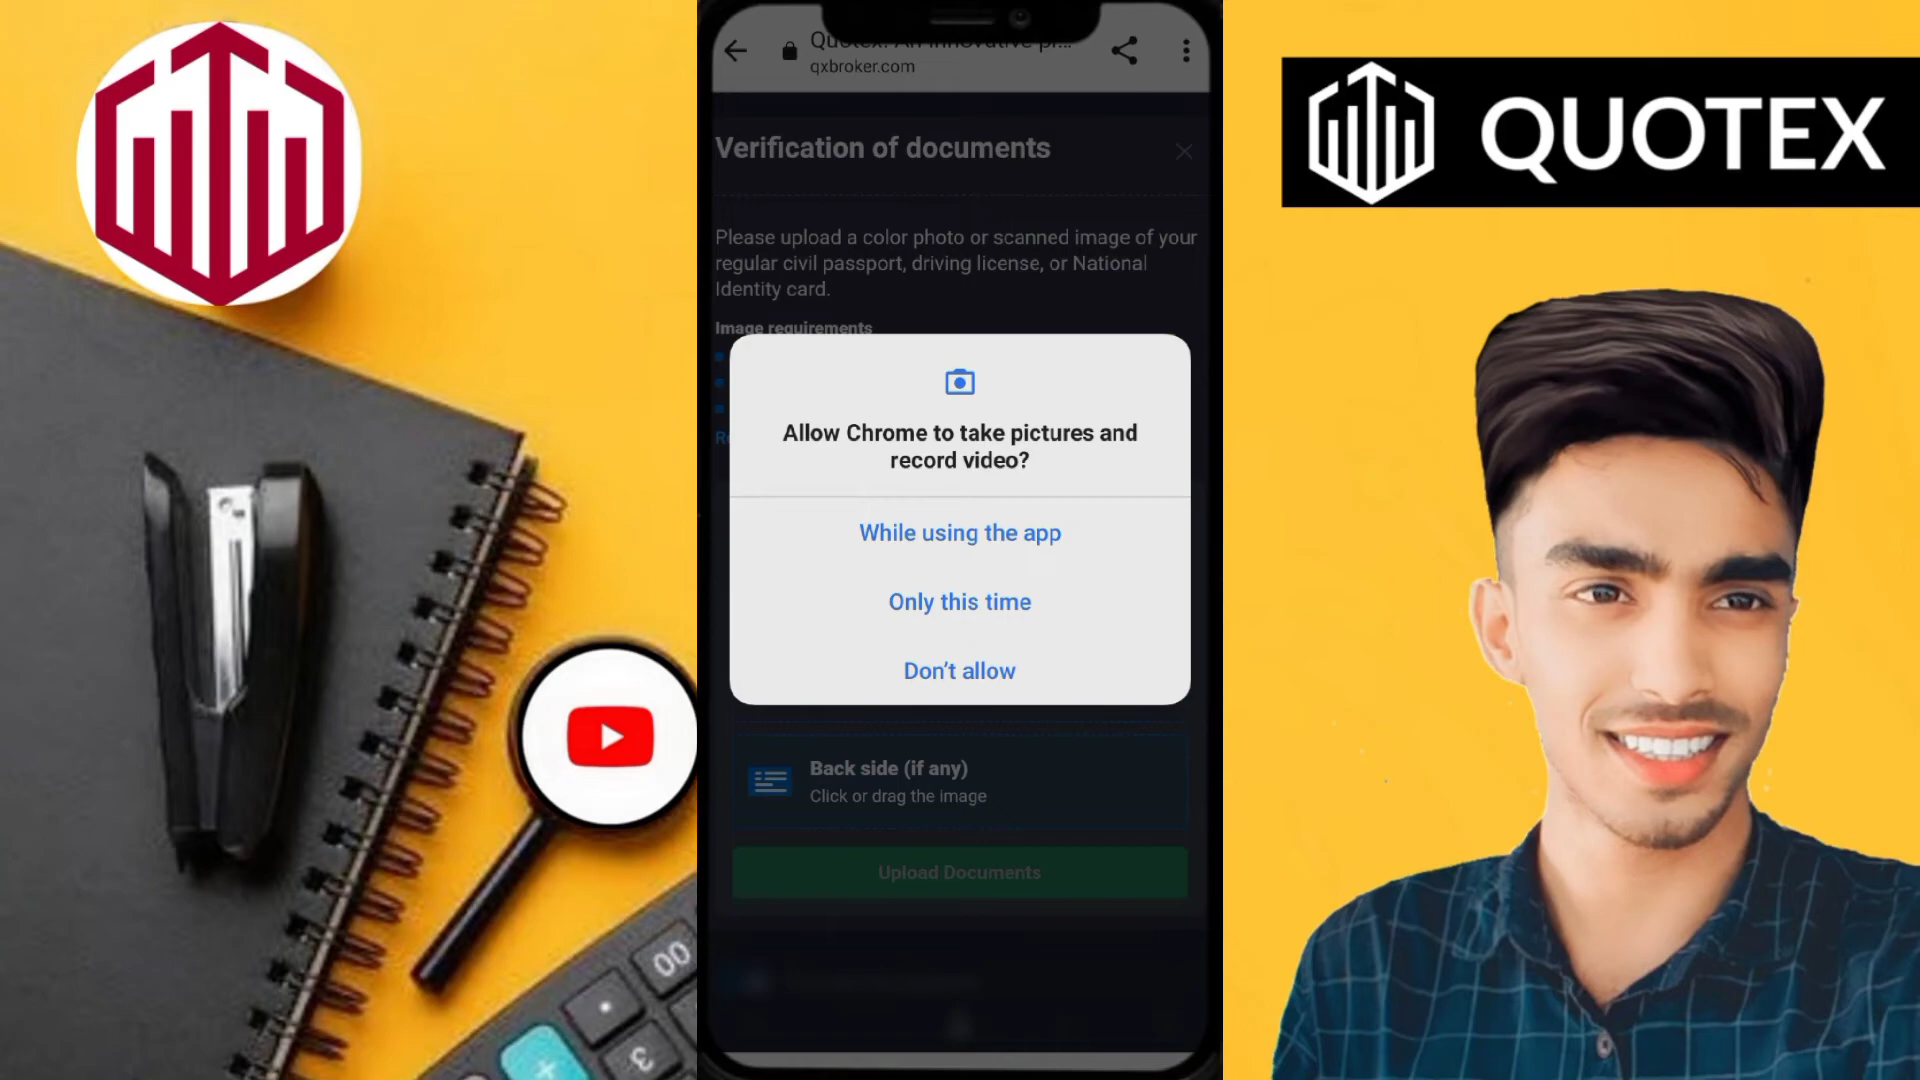 qxbroker.com
Verification of documents
Please upload a color photo or scanned image of your
regular civil passport, driving license, or National
Identity card.
Image requirements
Allow Chrome to take pictures and
record video?
While using the app
Only this time
Don't allow
Back side (if any)
Click or drag the image
Upload Documents
QUOTEX
00
3